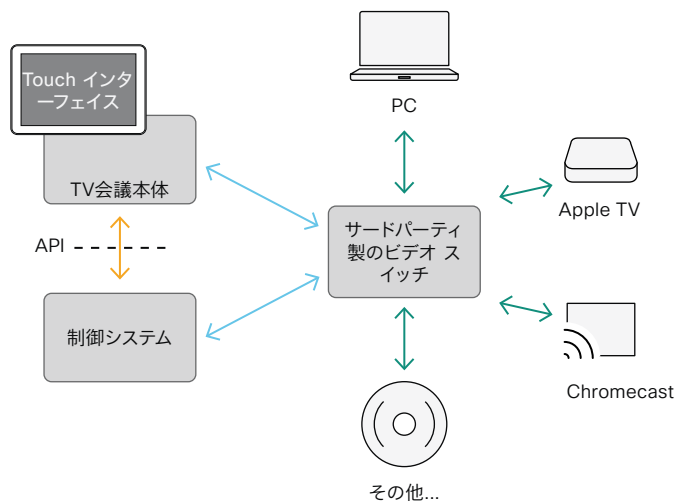 Touch インタ
ーフェイス
TV会議本体
API
制御システム
PC
サードパーティ
製のビデオ ス
イッチ
Apple TV
Chromecast
その他...